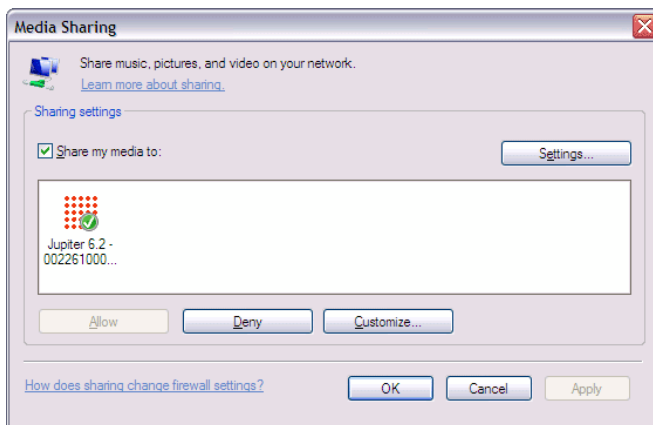 Media Sharing
Share music, pictures, and video on your network.
Learn more about sharing.
Sharing settings
Share my media to:
Settings...
Jupiter 6.2 -
002261000...
Allow
Deny
Customize...
How does sharing change firewall settings?
OK
Cancel
Apply